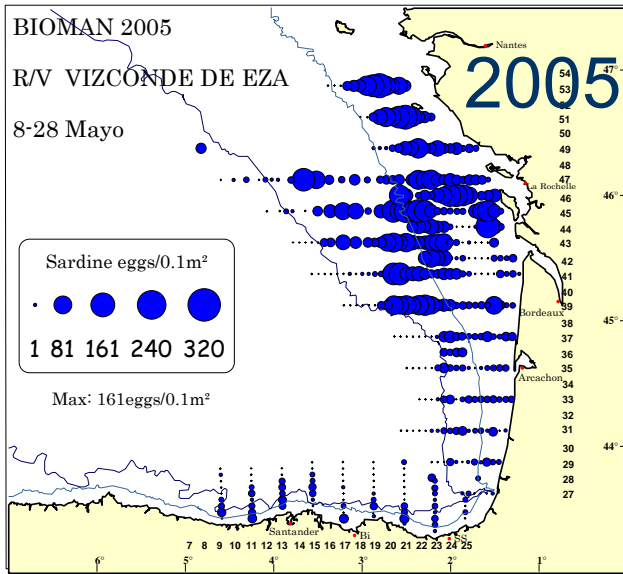 BIOMAN 2005
R/V VIZCONDE DE EZA
8-28 Mayo
2005
Nantes
47°
54
53
52
51
50
49
48
47
La Rochelle
46
46°
45
44
43
42
41
40
39
Bordeaux
45°
38
37
36
35
Arcachon
34
33
32
31
30
44°
29
28
27
Sardine eggs/0.1m²
1 81 161 240 320
Max: 161eggs/0.1m²
Santander
Bi
SS
7 8 9 10 11 12 13 14 15 16 17 18 19 20 21 22 23 24 25
6° 5° 4° 3° 2° 1°